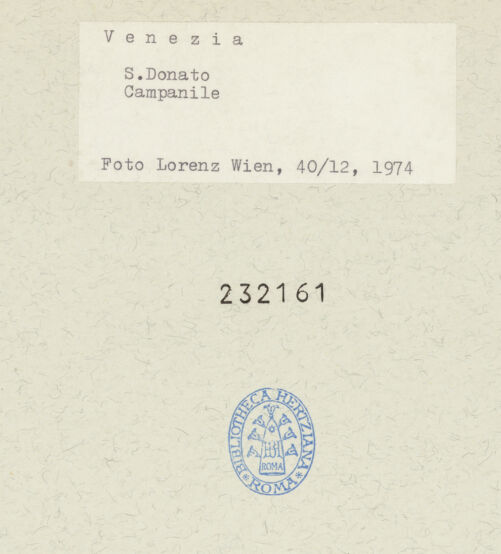 Venezia
S.Donato
Campanile
Foto Lorenz Wien, 40/12, 1974
232161
BIBLIOTHECA HERTZIANA
ROMA
* ROMA *